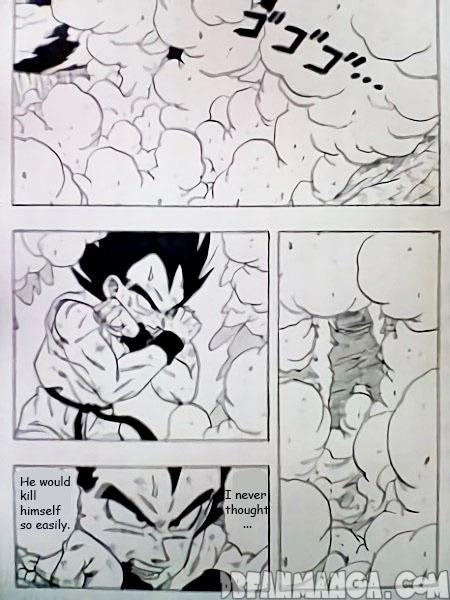 ゴゴゴ...
I never
thought
...
He would
kill
himself
so easily.
DBFANMANGA.COM